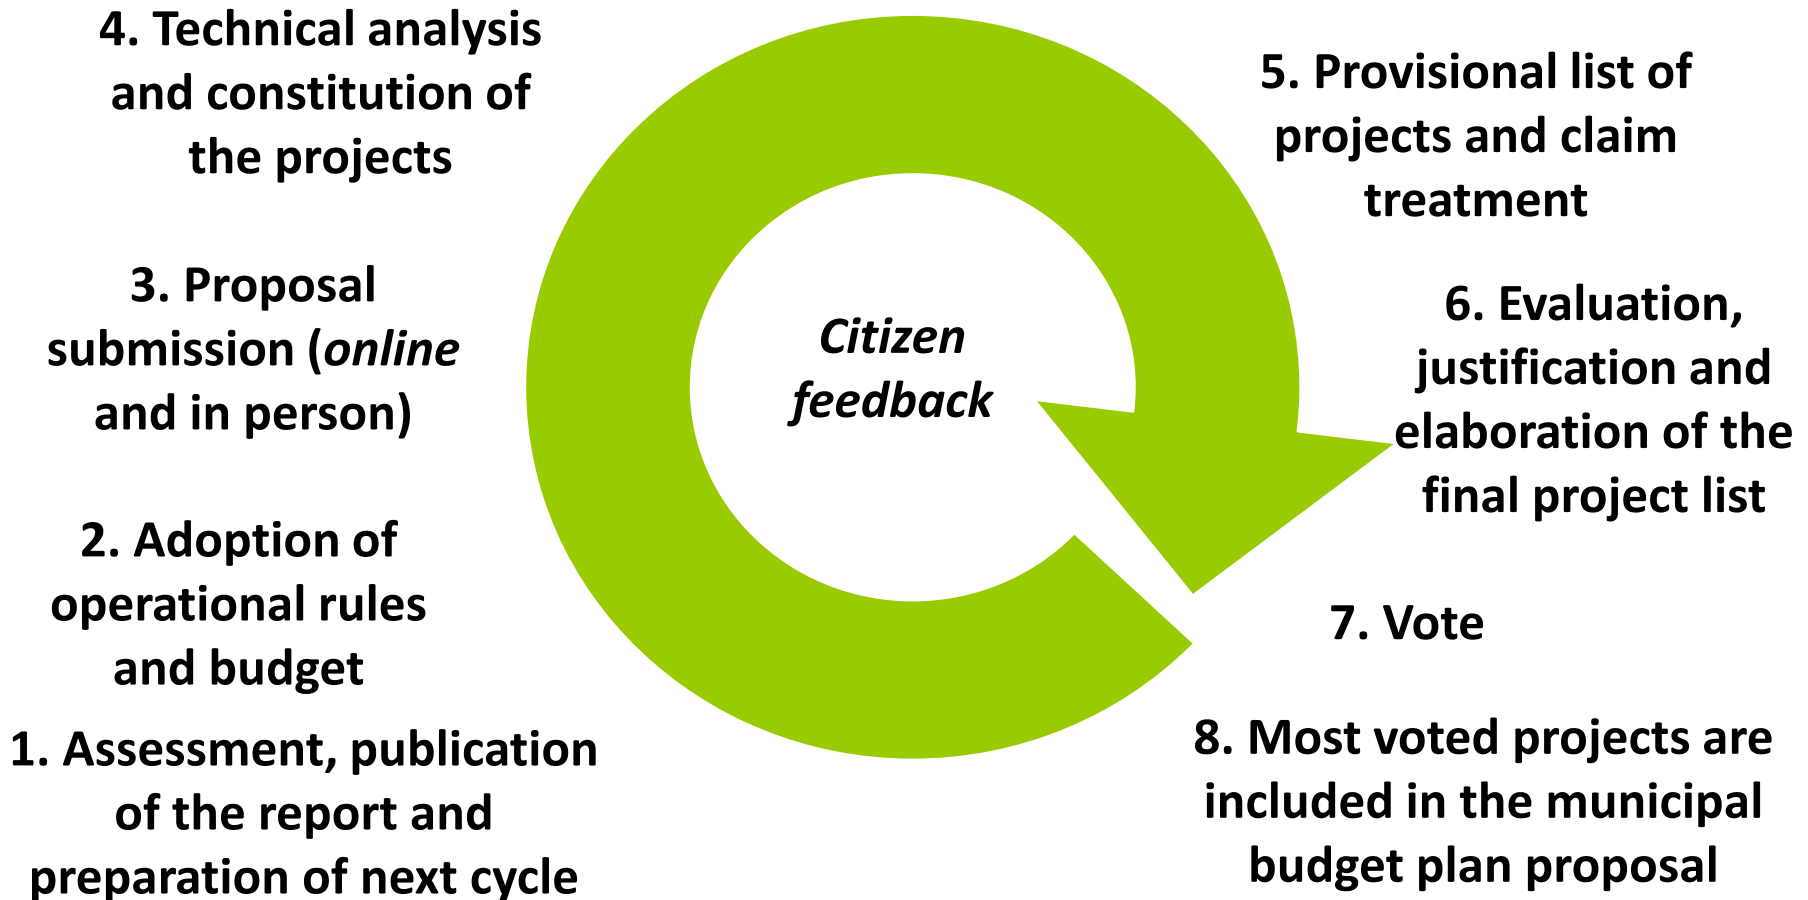 4. Technical analysis
and constitution of
the projects
5. Provisional list of
projects and claim
treatment
3. Proposal
submission (online
and in person)
Citizen
feedback
6. Evaluation,
justification and
elaboration of the
final project list
2. Adoption of
operational rules
and budget
7. Vote
1. Assessment, publication
of the report and
preparation of next cycle
8. Most voted projects are
included in the municipal
budget plan proposal